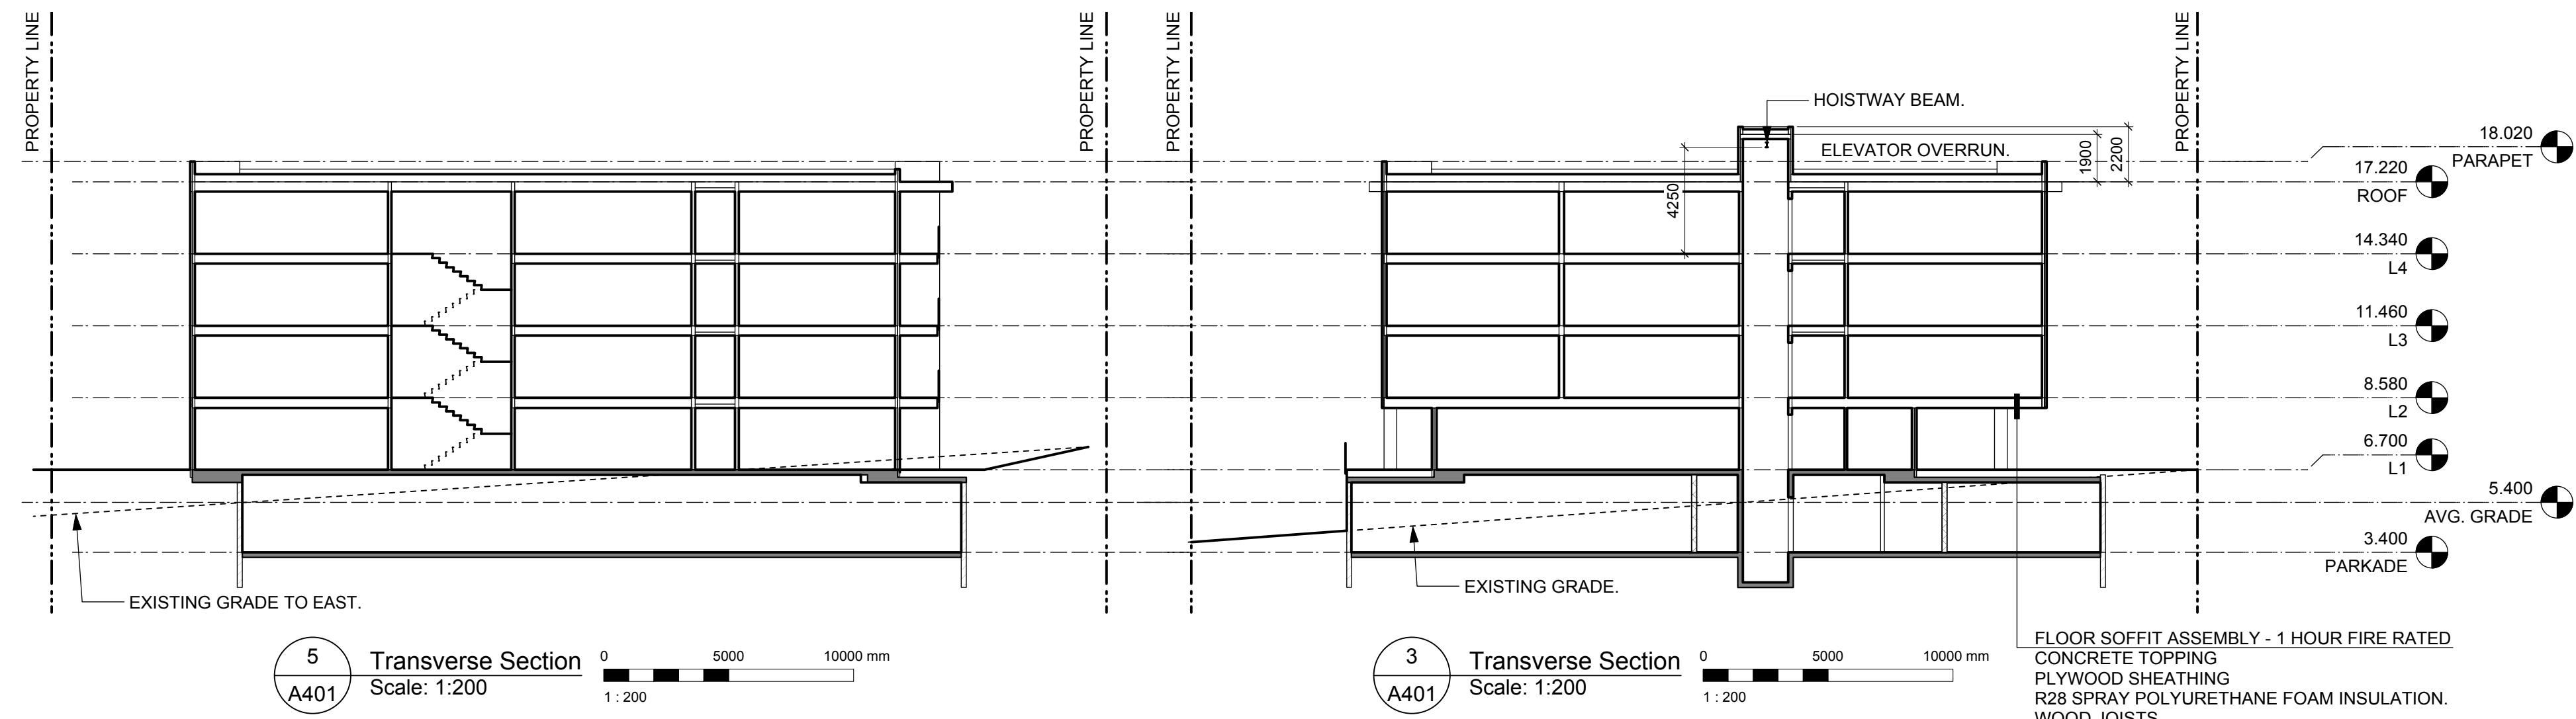 PROPERTY LINE
PROPERTY LINE
PROPERTY LINE
PROPERTY LINE
HOISTWAY BEAM.
ELEVATOR OVERRUN.
1900
2200
4250
18.020
PARAPET
17.220
ROOF
14.340
L4
11.460
L3
8.580
L2
6.700
L1
5.400
AVG. GRADE
3.400
PARKADE
EXISTING GRADE TO EAST.
EXISTING GRADE.
5
A401
Transverse Section
Scale: 1:200
0 5000 10000 mm
1 : 200
3
A401
Transverse Section
Scale: 1:200
0 5000 10000 mm
1 : 200
FLOOR SOFFIT ASSEMBLY - 1 HOUR FIRE RATED
CONCRETE TOPPING
PLYWOOD SHEATHING
R28 SPRAY POLYURETHANE FOAM INSULATION.
WOOD JOISTS